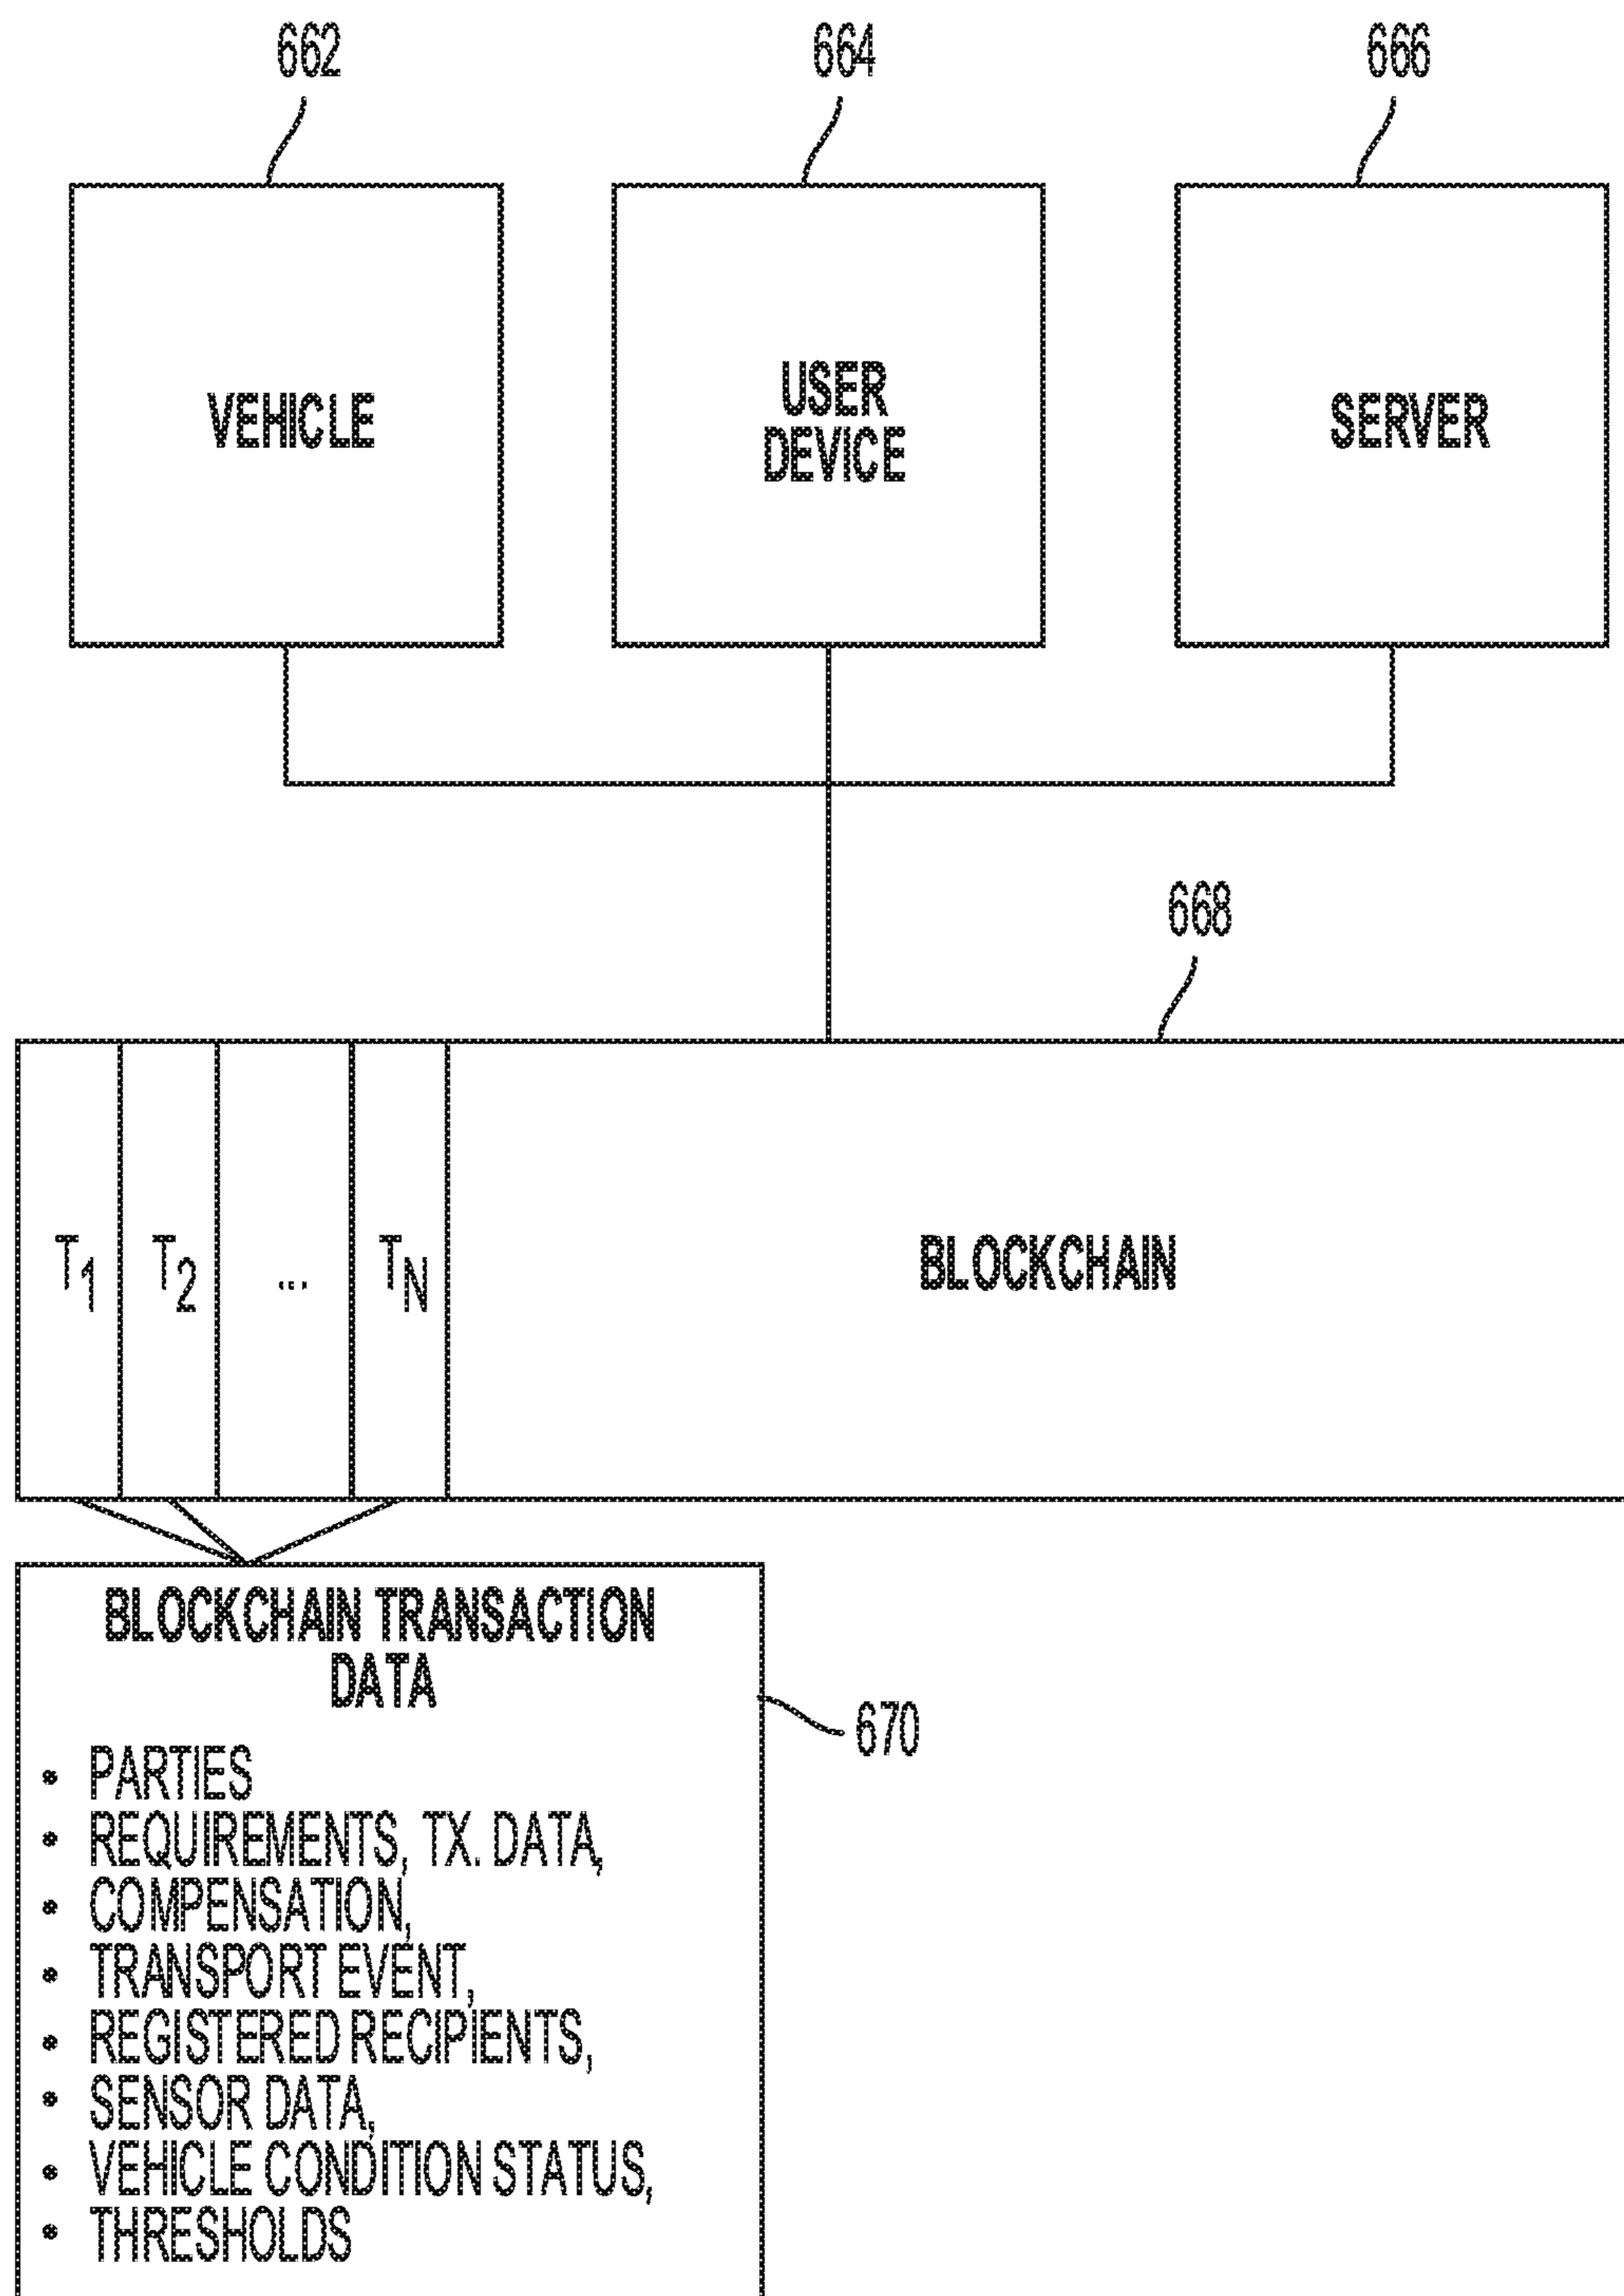 662 664 666
VEHICLE
USER
DEVICE
SERVER
668
T1 T2 ... TN BLOCKCHAIN
BLOCKCHAIN TRANSACTION
DATA
670
• PARTIES
• REQUIREMENTS, TX. DATA,
• COMPENSATION,
• TRANSPORT EVENT,
• REGISTERED RECIPIENTS,
• SENSOR DATA,
• VEHICLE CONDITION STATUS,
• THRESHOLDS